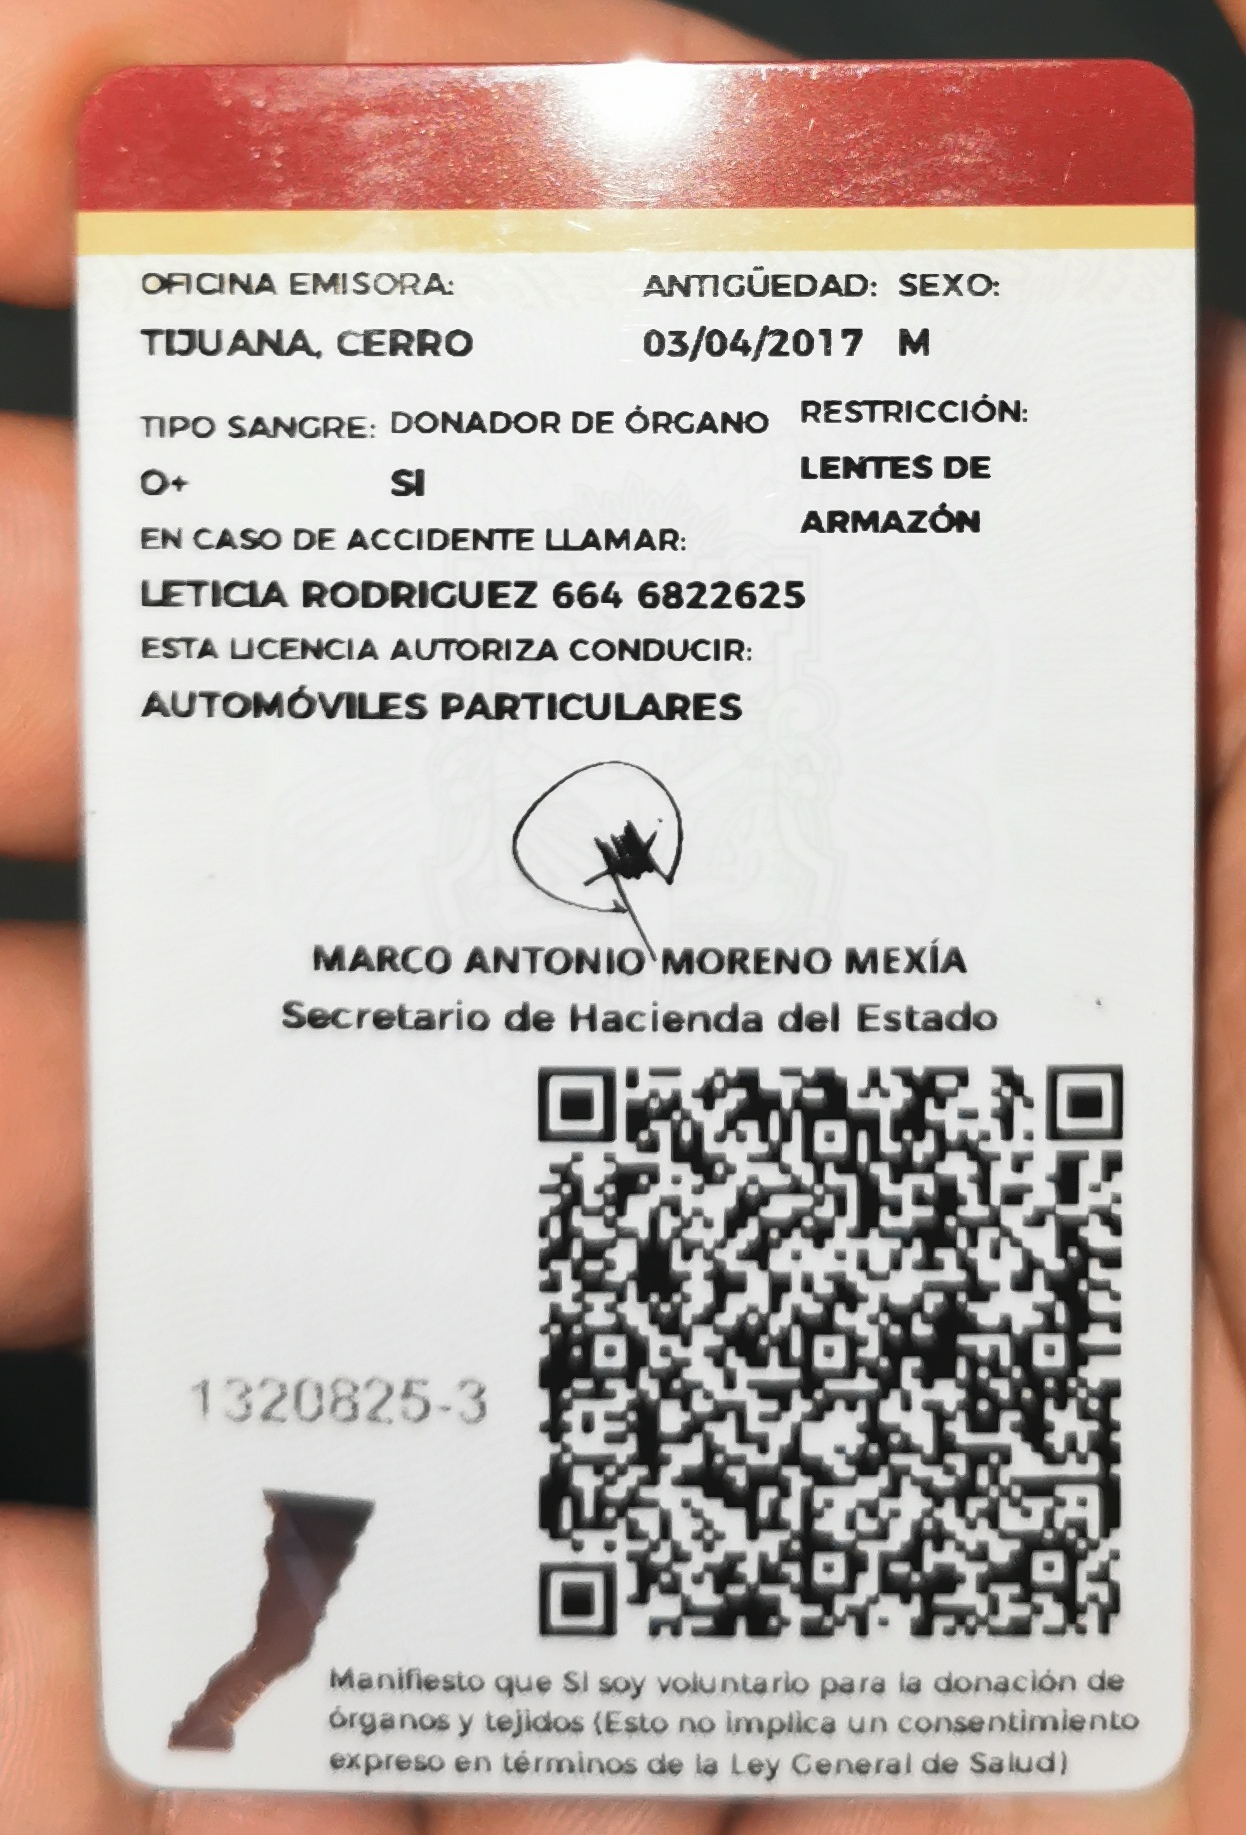 OFICINA EMISORA: ANTIGÜEDAD: SEXO:
TIJUANA, CERRO 03/04/2017 M
TIPO SANGRE: DONADOR DE ÓRGANO RESTRICCIÓN:
O+ SI LENTES DE
ARMAZÓN
EN CASO DE ACCIDENTE LLAMAR:
LETICIA RODRIGUEZ 664 6822625
ESTA LICENCIA AUTORIZA CONDUCIR:
AUTOMÓVILES PARTICULARES
MARCO ANTONIO MORENO MEXÍA
Secretario de Hacienda del Estado
1320825-3
Manifiesto que SI soy voluntario para la donación de
órganos y tejidos (Esto no implica un consentimiento
expreso en términos de la Ley General de Salud)